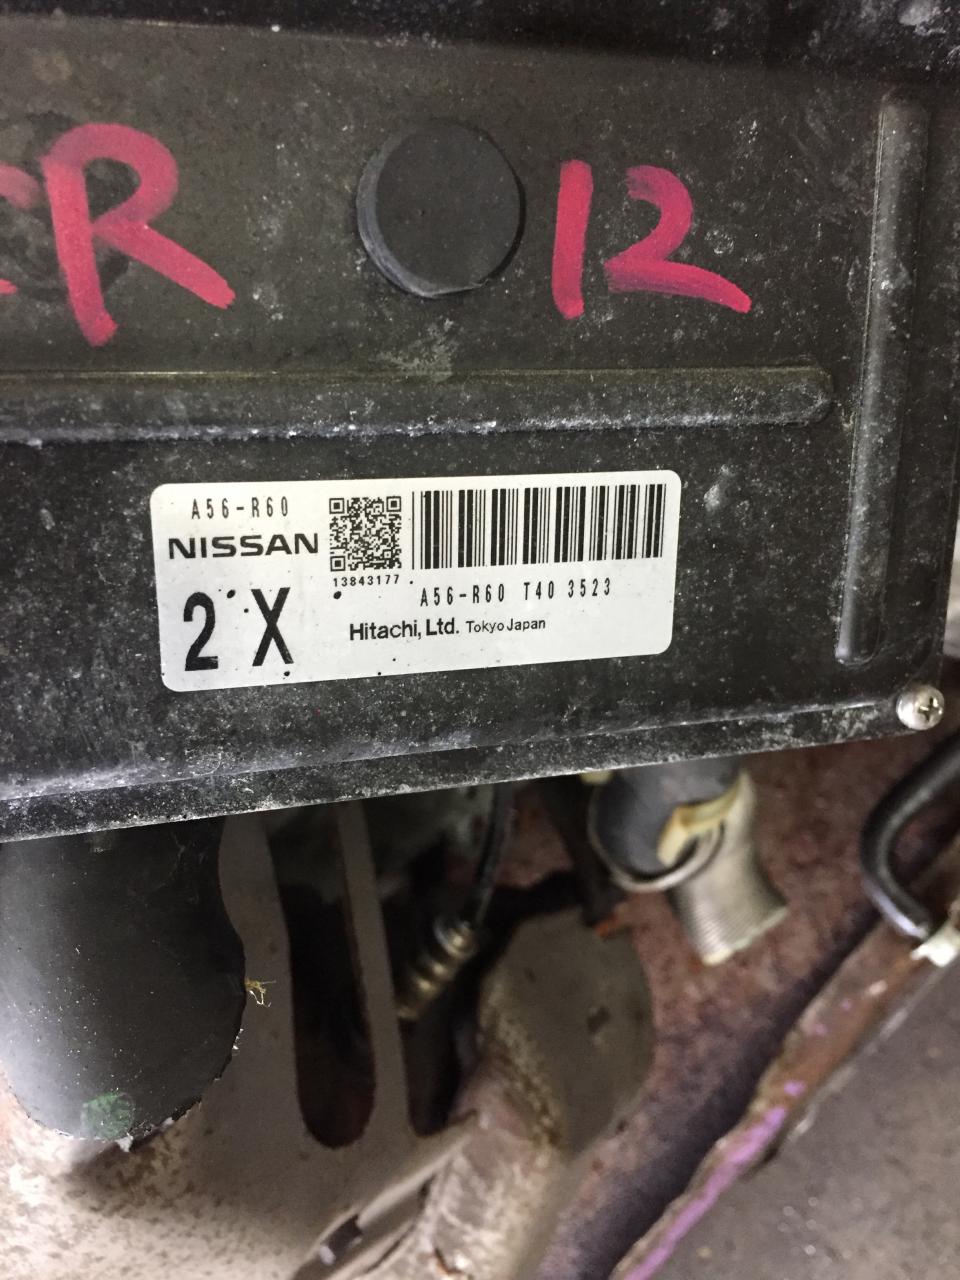 R 12
A56-R60
NISSAN
13843177
2 X
A56-R60 T40 3523
Hitachi, Ltd. Tokyo Japan